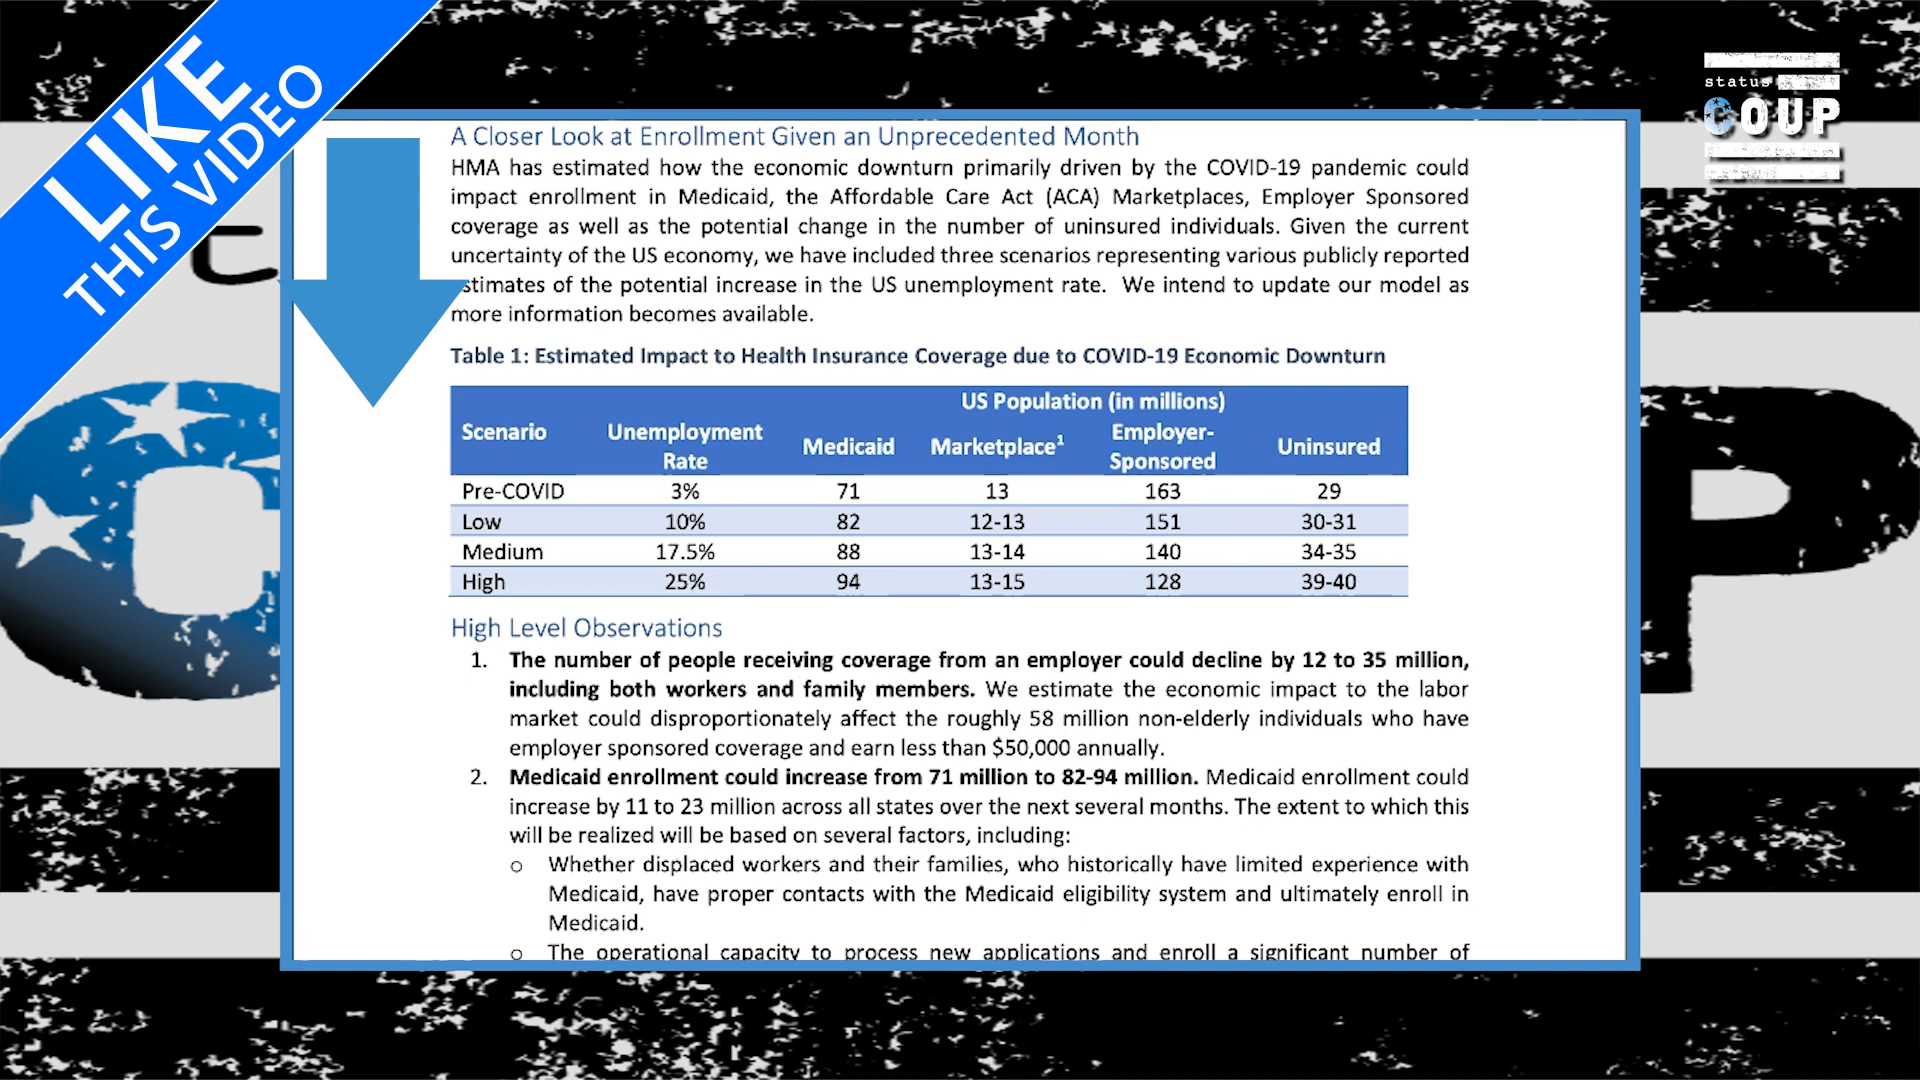 LIKE
THIS VIDEO
status
COUP
A Closer Look at Enrollment Given an Unprecedented Month
HMA has estimated how the economic downturn primarily driven by the COVID-19 pandemic could
impact enrollment in Medicaid, the Affordable Care Act (ACA) Marketplaces, Employer Sponsored
coverage as well as the potential change in the number of uninsured individuals. Given the current
uncertainty of the US economy, we have included three scenarios representing various publicly reported
stimates of the potential increase in the US unemployment rate. We intend to update our model as
more information becomes available.
Table 1: Estimated Impact to Health Insurance Coverage due to COVID-19 Economic Downturn
US Population (in millions)
Scenario Unemployment Rate Medicaid Marketplace¹ Employer-Sponsored Uninsured
Pre-COVID 3% 71 13 163 29
Low 10% 82 12-13 151 30-31
Medium 17.5% 88 13-14 140 34-35
High 25% 94 13-15 128 39-40
High Level Observations
1. The number of people receiving coverage from an employer could decline by 12 to 35 million,
including both workers and family members. We estimate the economic impact to the labor
market could disproportionately affect the roughly 58 million non-elderly individuals who have
employer sponsored coverage and earn less than $50,000 annually.
2. Medicaid enrollment could increase from 71 million to 82-94 million. Medicaid enrollment could
increase by 11 to 23 million across all states over the next several months. The extent to which this
will be realized will be based on several factors, including:
o Whether displaced workers and their families, who historically have limited experience with
Medicaid, have proper contacts with the Medicaid eligibility system and ultimately enroll in
Medicaid.
o The operational capacity to process new applications and enroll a significant number of